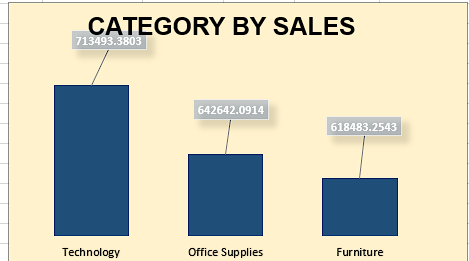 CATEGORY BY SALES
713493.3803
642642.0914
618483.2543
Technology
Office Supplies
Furniture